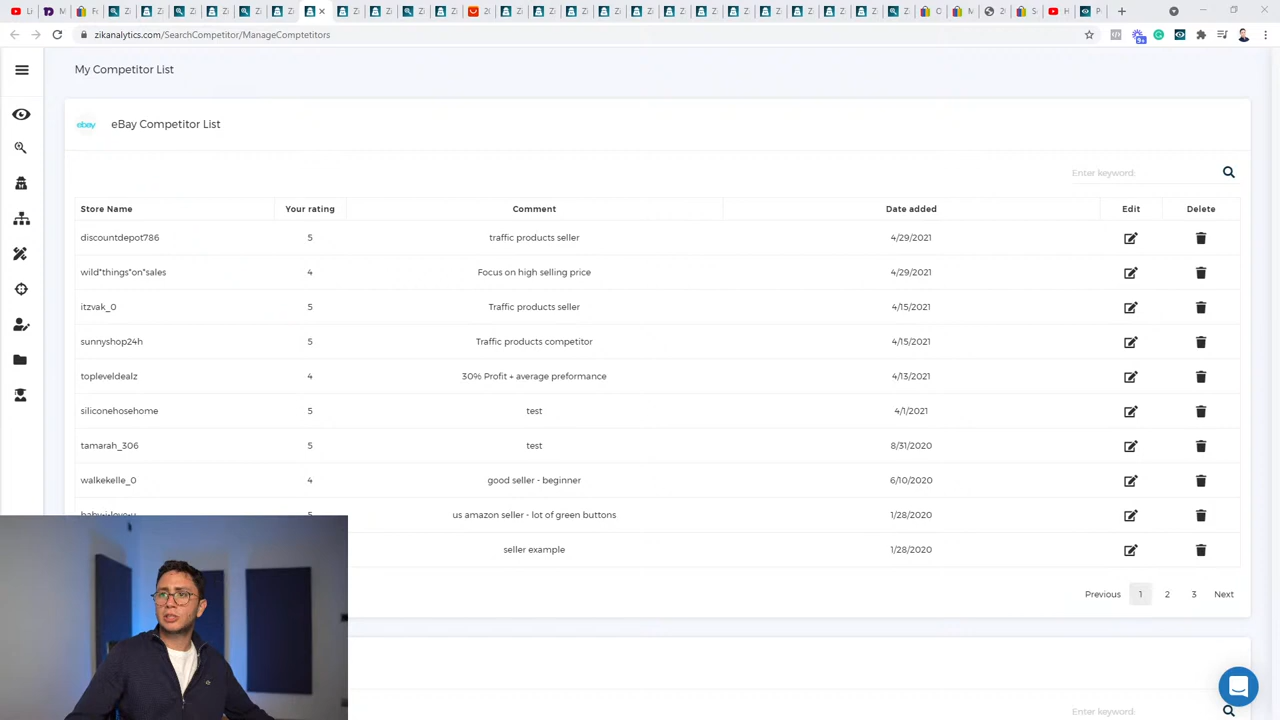 zikanalytics.com/SearchCompetitor/ManageComptetitors
9+
My Competitor List
ebay eBay Competitor List
Enter keyword:
Store Name Your rating Comment Date added Edit Delete
discountdepot786 5 traffic products seller 4/29/2021
wild*things*on*sales 4 Focus on high selling price 4/29/2021
itzvak_0 5 Traffic products seller 4/15/2021
sunnyshop24h 5 Traffic products competitor 4/15/2021
topleveldealz 4 30% Profit + average preformance 4/13/2021
siliconehosehome 5 test 4/1/2021
tamarah_306 5 test 8/31/2020
walkekelle_0 4 good seller - beginner 6/10/2020
us amazon seller - lot of green buttons 1/28/2020
seller example 1/28/2020
Previous 1 2 3 Next
Enter keyword: